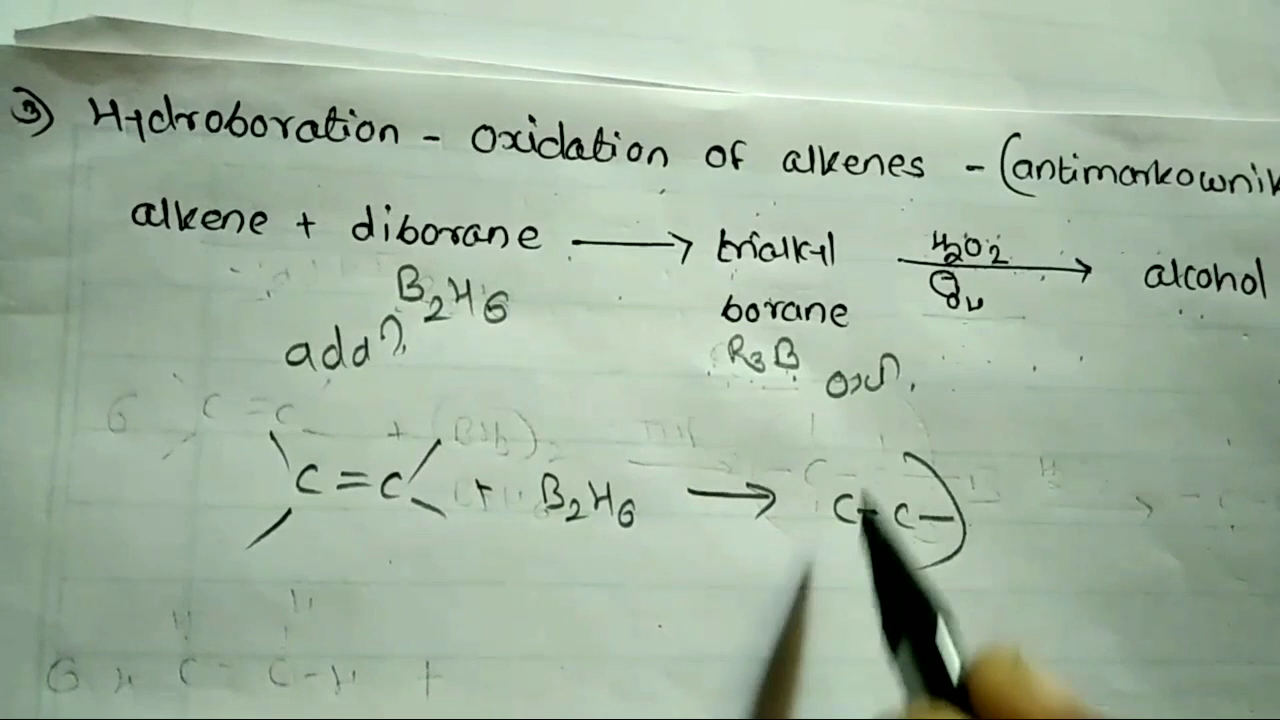 3) Hydroboration - oxidation of alkenes - (antimarkownik
alkene + diborane ⟶ trialkyl H2O2 ⟶ alcohol
B2H6 borane
addn R3B oxn.
C=C + B2H6 ⟶ C-C-)